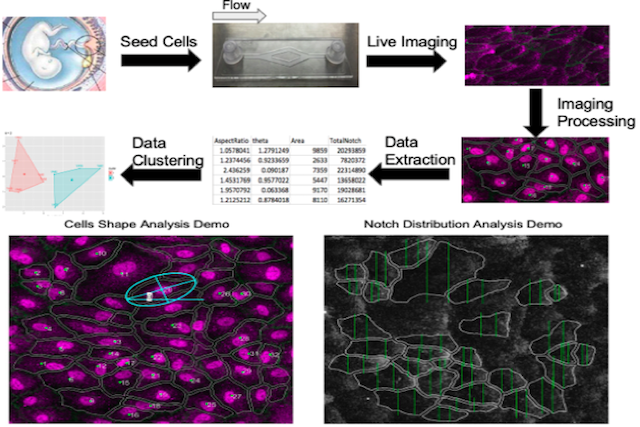 Flow
Seed Cells
Live Imaging
Imaging
Processing
Data
Extraction
Data
Clustering
AspectRatio theta Area TotalNotch
1.0578041 1.2791249 9859 20293859
1.2374456 0.9233659 2633 7820372
2.436259 0.090187 7359 22314890
1.4531769 0.9577022 5447 13658022
1.9570792 0.063368 9170 19028681
1.2125212 0.8784018 8110 16271354
Cells Shape Analysis Demo
Notch Distribution Analysis Demo